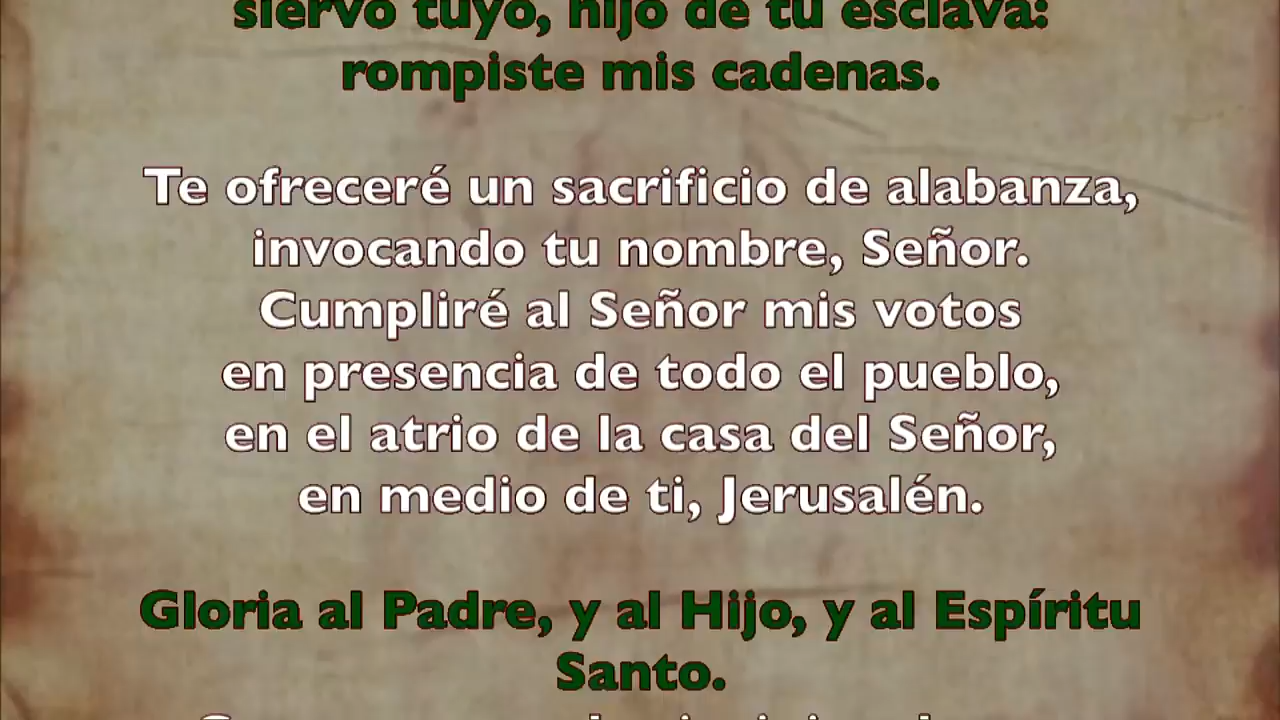 siervo tuyo, hijo de tu esclava:
rompiste mis cadenas.
Te ofreceré un sacrificio de alabanza,
invocando tu nombre, Señor.
Cumpliré al Señor mis votos
en presencia de todo el pueblo,
en el atrio de la casa del Señor,
en medio de ti, Jerusalén.
Gloria al Padre, y al Hijo, y al Espíritu
Santo.